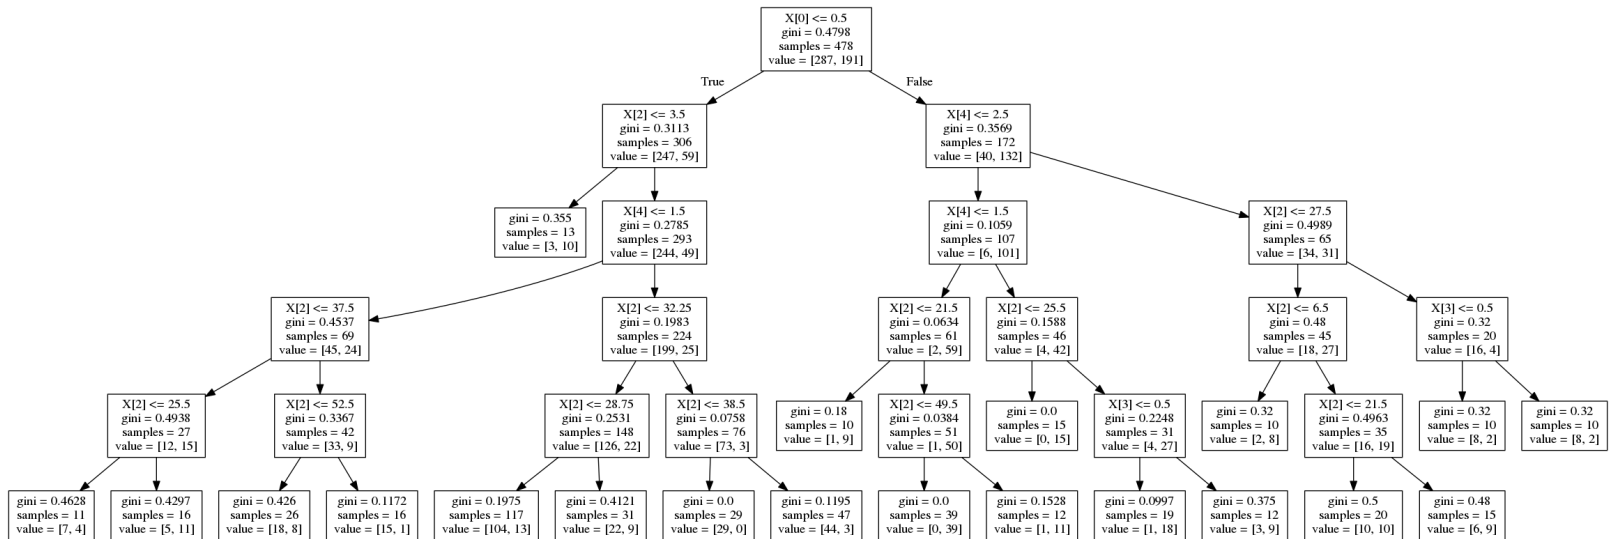 X[0] <= 0.5
gini = 0.4798
samples = 478
value = [287, 191]
True
False
X[2] <= 3.5
gini = 0.3113
samples = 306
value = [247, 59]
X[4] <= 2.5
gini = 0.3569
samples = 172
value = [40, 132]
gini = 0.355
samples = 13
value = [3, 10]
X[4] <= 1.5
gini = 0.2785
samples = 293
value = [244, 49]
X[4] <= 1.5
gini = 0.1059
samples = 107
value = [6, 101]
X[2] <= 27.5
gini = 0.4989
samples = 65
value = [34, 31]
X[2] <= 37.5
gini = 0.4537
samples = 69
value = [45, 24]
X[2] <= 32.25
gini = 0.1983
samples = 224
value = [199, 25]
X[2] <= 21.5
gini = 0.0634
samples = 61
value = [2, 59]
X[2] <= 25.5
gini = 0.1588
samples = 46
value = [4, 42]
X[2] <= 6.5
gini = 0.48
samples = 45
value = [18, 27]
X[3] <= 0.5
gini = 0.32
samples = 20
value = [16, 4]
X[2] <= 25.5
gini = 0.4938
samples = 27
value = [12, 15]
X[2] <= 52.5
gini = 0.3367
samples = 42
value = [33, 9]
X[2] <= 28.75
gini = 0.2531
samples = 148
value = [126, 22]
X[2] <= 38.5
gini = 0.0758
samples = 76
value = [73, 3]
gini = 0.18
samples = 10
value = [1, 9]
X[2] <= 49.5
gini = 0.0384
samples = 51
value = [1, 50]
gini = 0.0
samples = 15
value = [0, 15]
X[3] <= 0.5
gini = 0.2248
samples = 31
value = [4, 27]
gini = 0.32
samples = 10
value = [2, 8]
X[2] <= 21.5
gini = 0.4963
samples = 35
value = [16, 19]
gini = 0.32
samples = 10
value = [8, 2]
gini = 0.32
samples = 10
value = [8, 2]
gini = 0.4628
samples = 11
value = [7, 4]
gini = 0.4297
samples = 16
value = [5, 11]
gini = 0.426
samples = 26
value = [18, 8]
gini = 0.1172
samples = 16
value = [15, 1]
gini = 0.1975
samples = 117
value = [104, 13]
gini = 0.4121
samples = 31
value = [22, 9]
gini = 0.0
samples = 29
value = [29, 0]
gini = 0.1195
samples = 47
value = [44, 3]
gini = 0.0
samples = 39
value = [0, 39]
gini = 0.1528
samples = 12
value = [1, 11]
gini = 0.0997
samples = 19
value = [1, 18]
gini = 0.375
samples = 12
value = [3, 9]
gini = 0.5
samples = 20
value = [10, 10]
gini = 0.48
samples = 15
value = [6, 9]